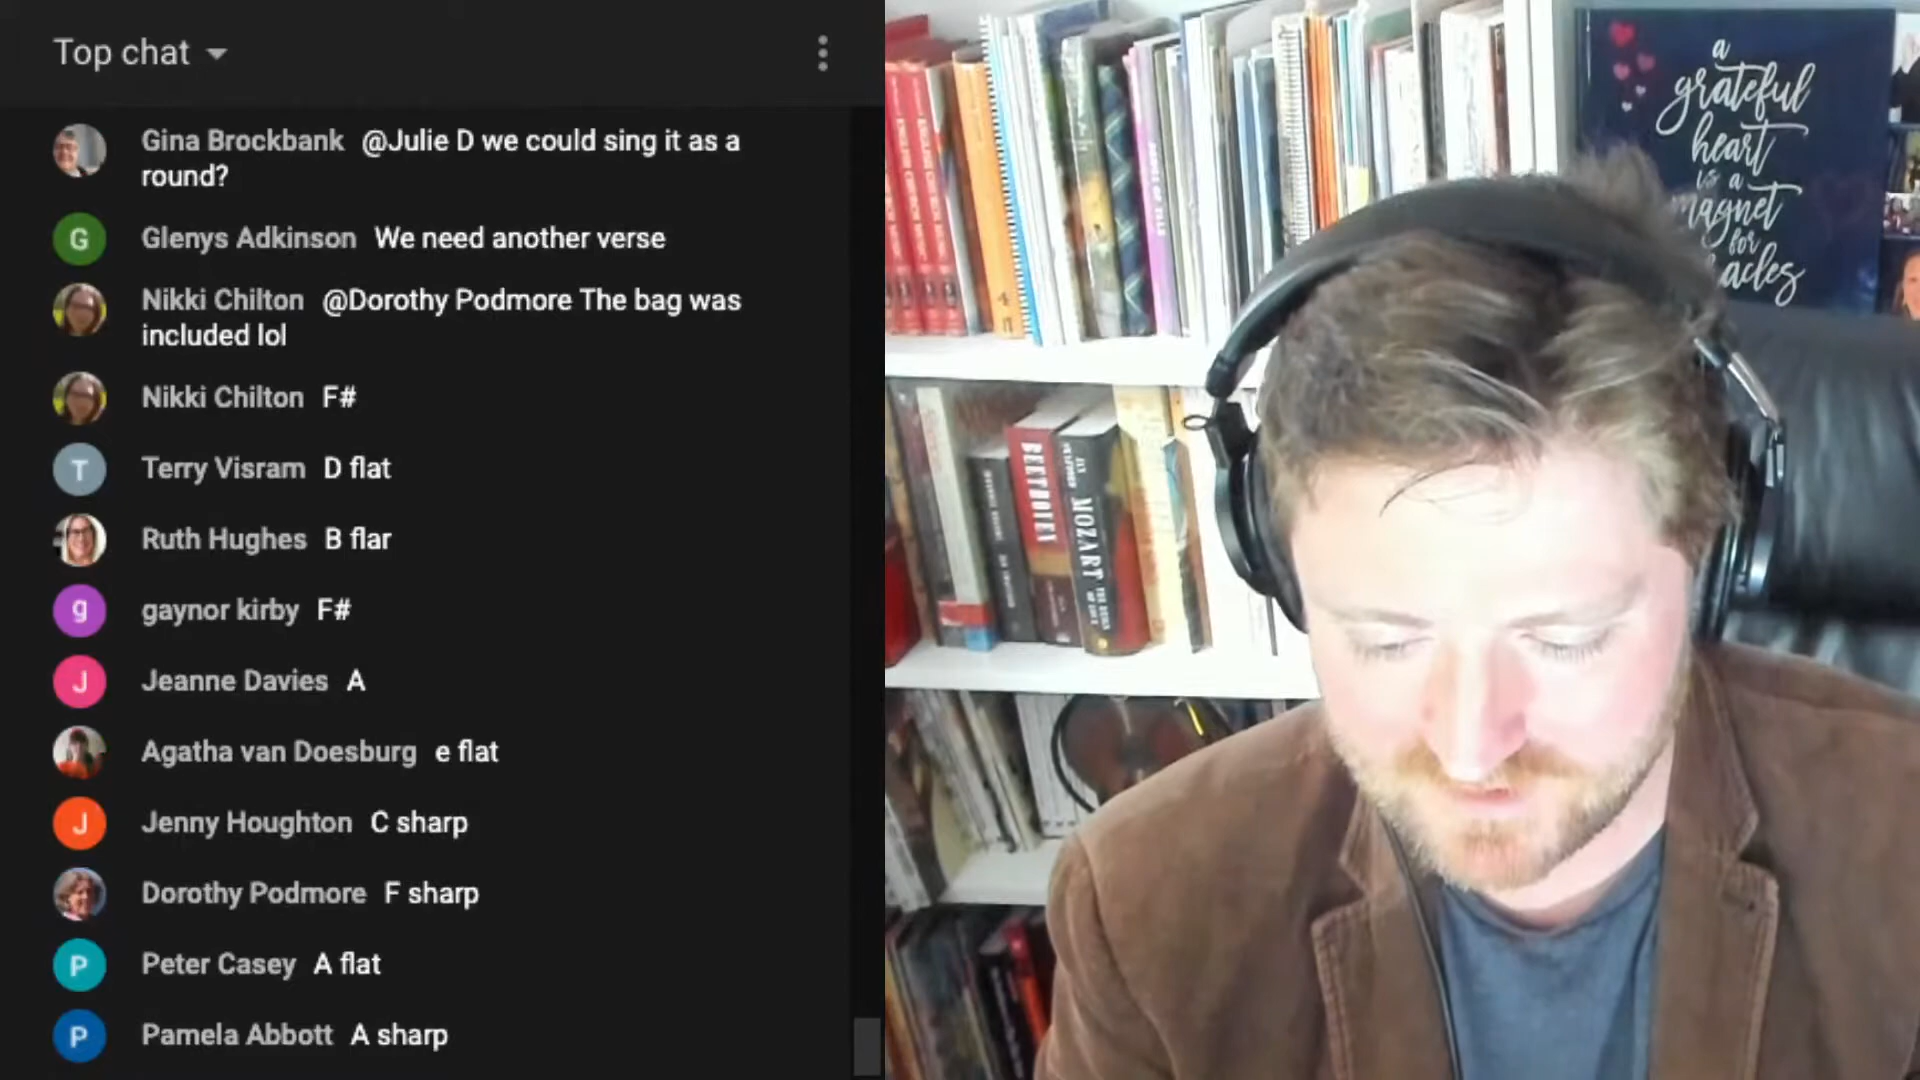 Top chat
Gina Brockbank @Julie D we could sing it as a
round?
G
Glenys Adkinson We need another verse
Nikki Chilton @Dorothy Podmore The bag was
included lol
Nikki Chilton F#
T
Terry Visram D flat
Ruth Hughes B flar
g
gaynor kirby F#
J
Jeanne Davies A
Agatha van Doesburg e flat
J
Jenny Houghton C sharp
Dorothy Podmore F sharp
P
Peter Casey A flat
P
Pamela Abbott A sharp
a
grateful
heart
is a
magnet
for
BEETHOVEN
MOZART